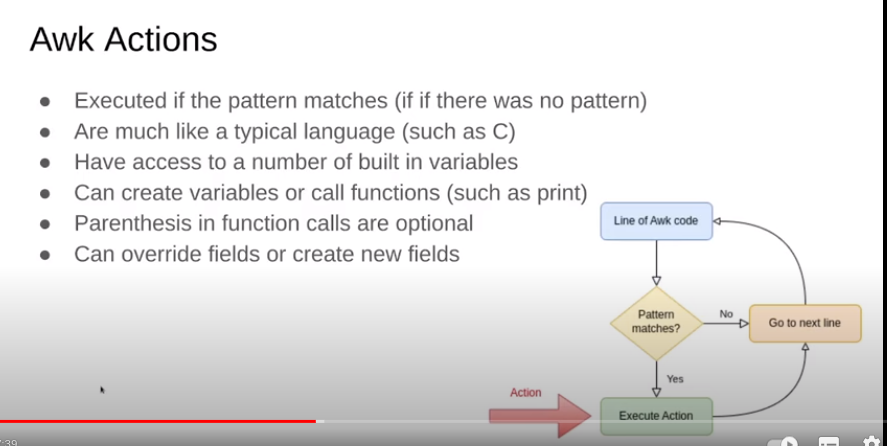 Awk Actions
● Executed if the pattern matches (if if there was no pattern)
● Are much like a typical language (such as C)
● Have access to a number of built in variables
● Can create variables or call functions (such as print)
● Parenthesis in function calls are optional
● Can override fields or create new fields
Line of Awk code
Pattern
matches?
No
Go to next line
Yes
Action
Execute Action